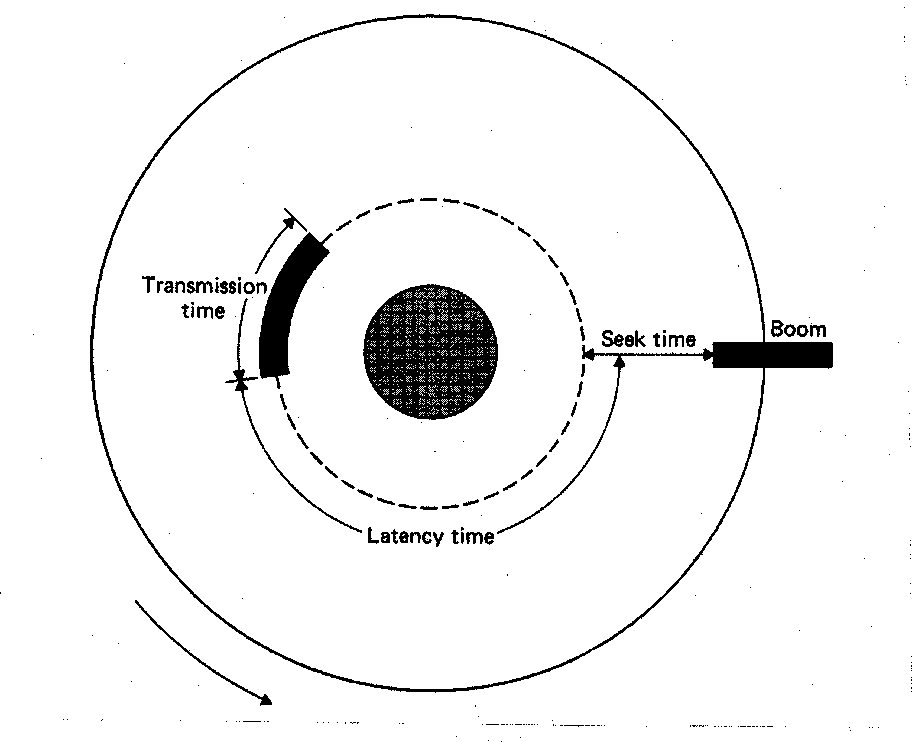 Transmission
time
Boom
Seek time
Latency time